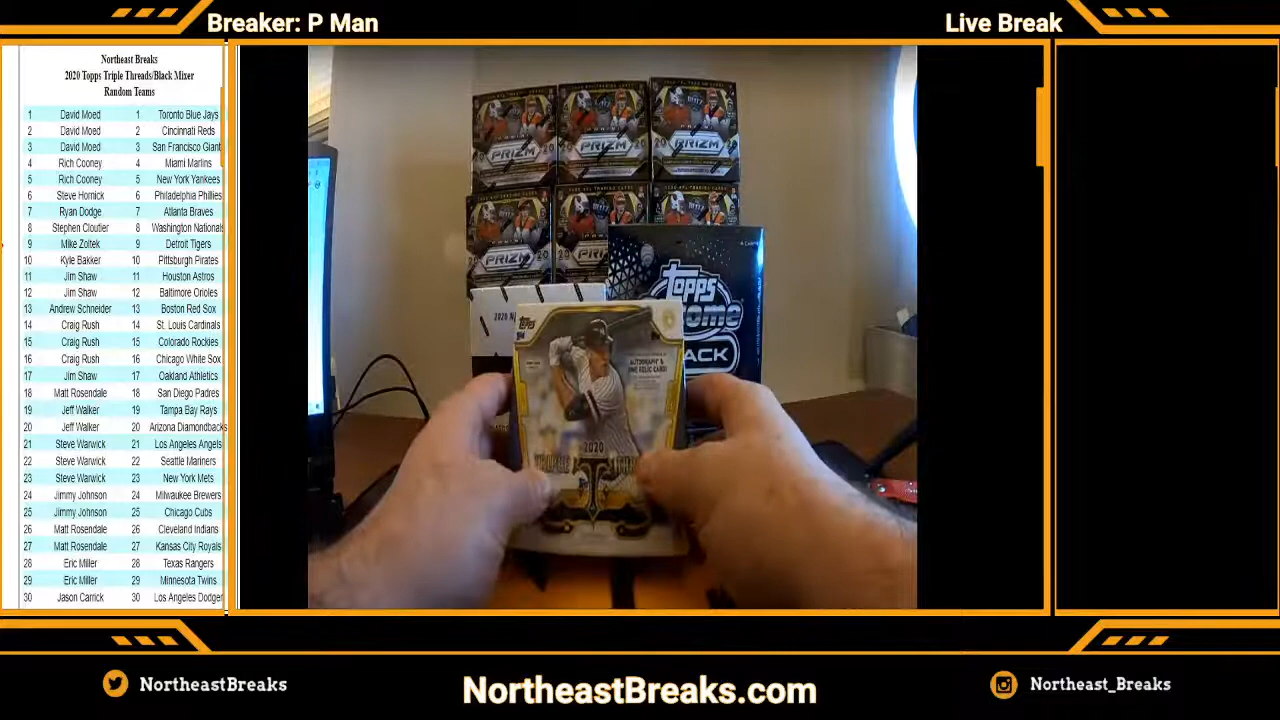 Breaker: P Man
Live Break
Northeast Breaks
2020 Topps Triple Threads/Black Mixer
Random Teams
1 David Moed 1 Toronto Blue Jays
2 David Moed 2 Cincinnati Reds
3 David Moed 3 San Francisco Giant
4 Rich Cooney 4 Miami Marlins
5 Rich Cooney 5 New York Yankees
6 Steve Hornick 6 Philadelphia Phillies
7 Ryan Dodge 7 Atlanta Braves
8 Stephen Cloutier 8 Washington Nationals
9 Mike Zoltek 9 Detroit Tigers
10 Kyle Bakker 10 Pittsburgh Pirates
11 Jim Shaw 11 Houston Astros
12 Jim Shaw 12 Baltimore Orioles
13 Andrew Schneider 13 Boston Red Sox
14 Craig Rush 14 St. Louis Cardinals
15 Craig Rush 15 Colorado Rockies
16 Craig Rush 16 Chicago White Sox
17 Jim Shaw 17 Oakland Athletics
18 Matt Rosendale 18 San Diego Padres
19 Jeff Walker 19 Tampa Bay Rays
20 Jeff Walker 20 Arizona Diamondbacks
21 Steve Warwick 21 Los Angeles Angels
22 Steve Warwick 22 Seattle Mariners
23 Steve Warwick 23 New York Mets
24 Jimmy Johnson 24 Milwaukee Brewers
25 Jimmy Johnson 25 Chicago Cubs
26 Matt Rosendale 26 Cleveland Indians
27 Matt Rosendale 27 Kansas City Royals
28 Eric Miller 28 Texas Rangers
29 Eric Miller 29 Minnesota Twins
30 Jason Carrick 30 Los Angeles Dodger
PANINI PANINI PANINI
PRIZM PRIZM PRIZM
PRIZM PRIZM
topps
ome
ACK
2020 N
topps
AUTOGRAPH &
ONE RELIC CARD
2020
NortheastBreaks
NortheastBreaks.com
Northeast_Breaks